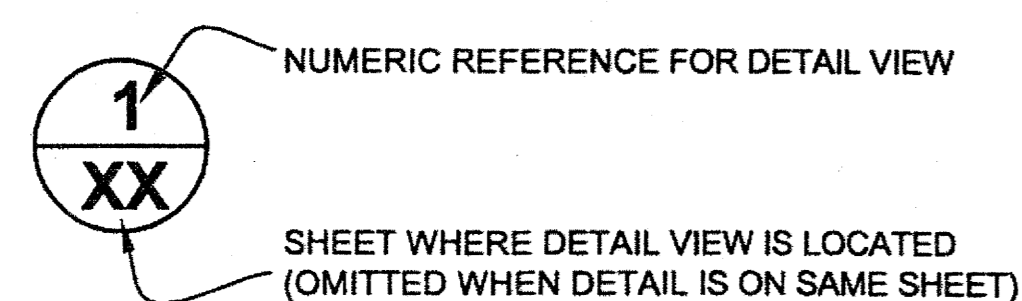 NUMERIC REFERENCE FOR DETAIL VIEW
1
XX
SHEET WHERE DETAIL VIEW IS LOCATED
(OMITTED WHEN DETAIL IS ON SAME SHEET)